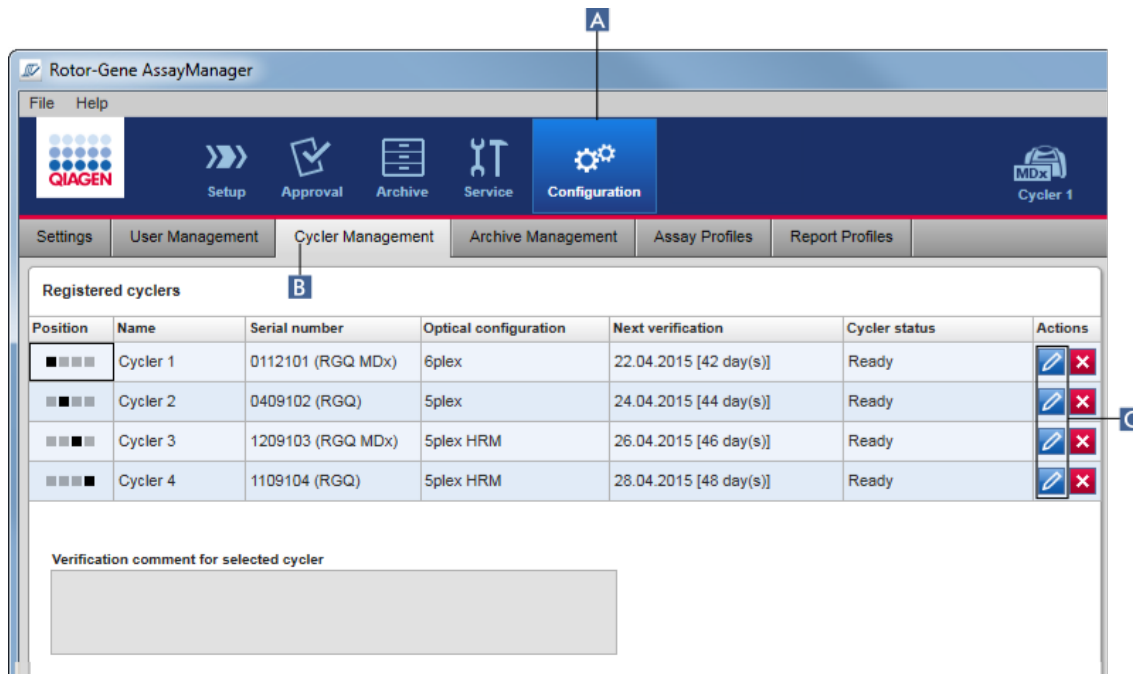 A
Rotor-Gene AssayManager
File Help
QIAGEN
Setup Approval Archive Service Configuration
MDx
Cycler 1
Settings User Management Cycler Management Archive Management Assay Profiles Report Profiles
B
Registered cyclers
Position Name Serial number Optical configuration Next verification Cycler status Actions
Cycler 1 0112101 (RGQ MDx) 6plex 22.04.2015 [42 day(s)] Ready
Cycler 2 0409102 (RGQ) 5plex 24.04.2015 [44 day(s)] Ready
C
Cycler 3 1209103 (RGQ MDx) 5plex HRM 26.04.2015 [46 day(s)] Ready
Cycler 4 1109104 (RGQ) 5plex HRM 28.04.2015 [48 day(s)] Ready
Verification comment for selected cycler